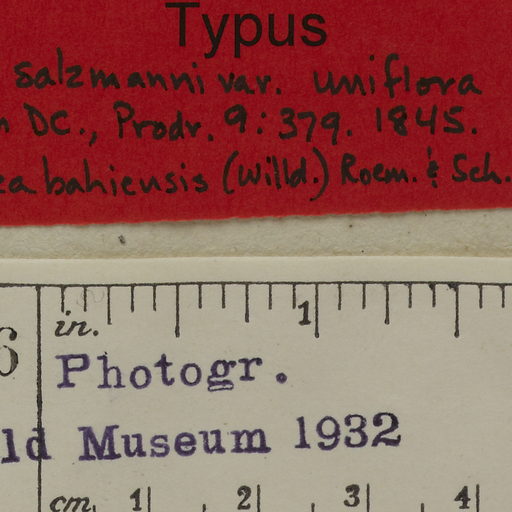 Typus
salzmanni var. uniflora
DC., Prodr. 9: 379. 1845.
bahiensis (Willd.) Roem. & Sch.
in. 1
6
Photogr.
ld Museum 1932
cm. 1 2 3 4